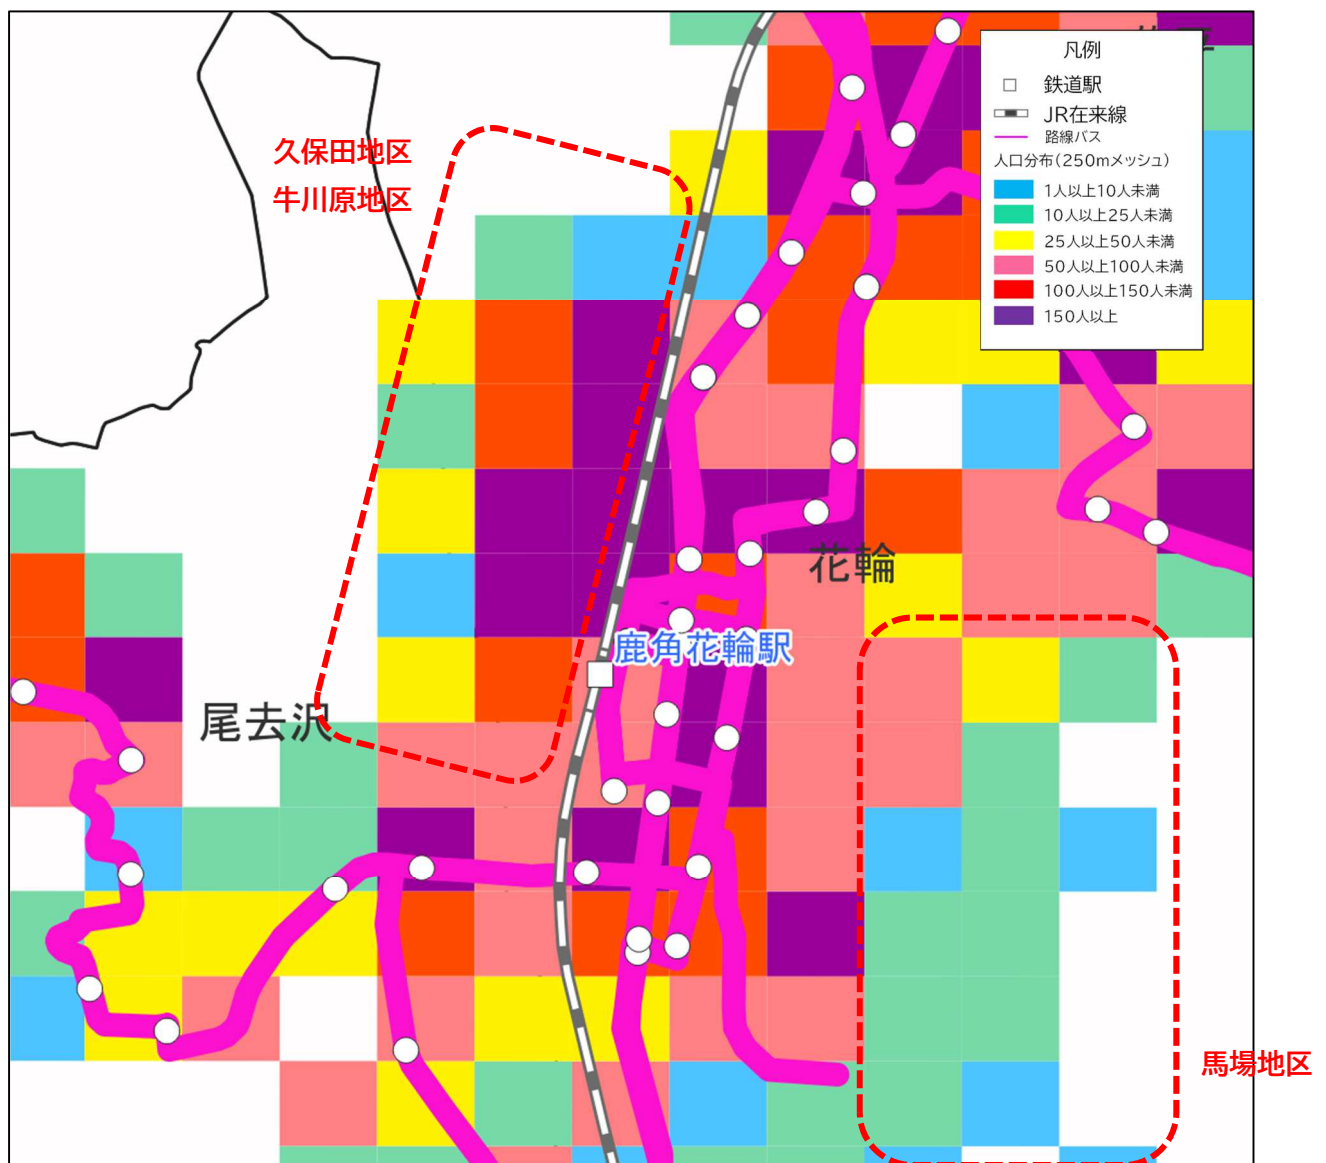 久保田地区
牛川原地区
凡例
鉄道駅
JR在来線
路線バス
人口分布(250mメッシュ)
1人以上10人未満
10人以上25人未満
25人以上50人未満
50人以上100人未満
100人以上150人未満
150人以上
花輪
鹿角花輪駅
尾去沢
馬場地区